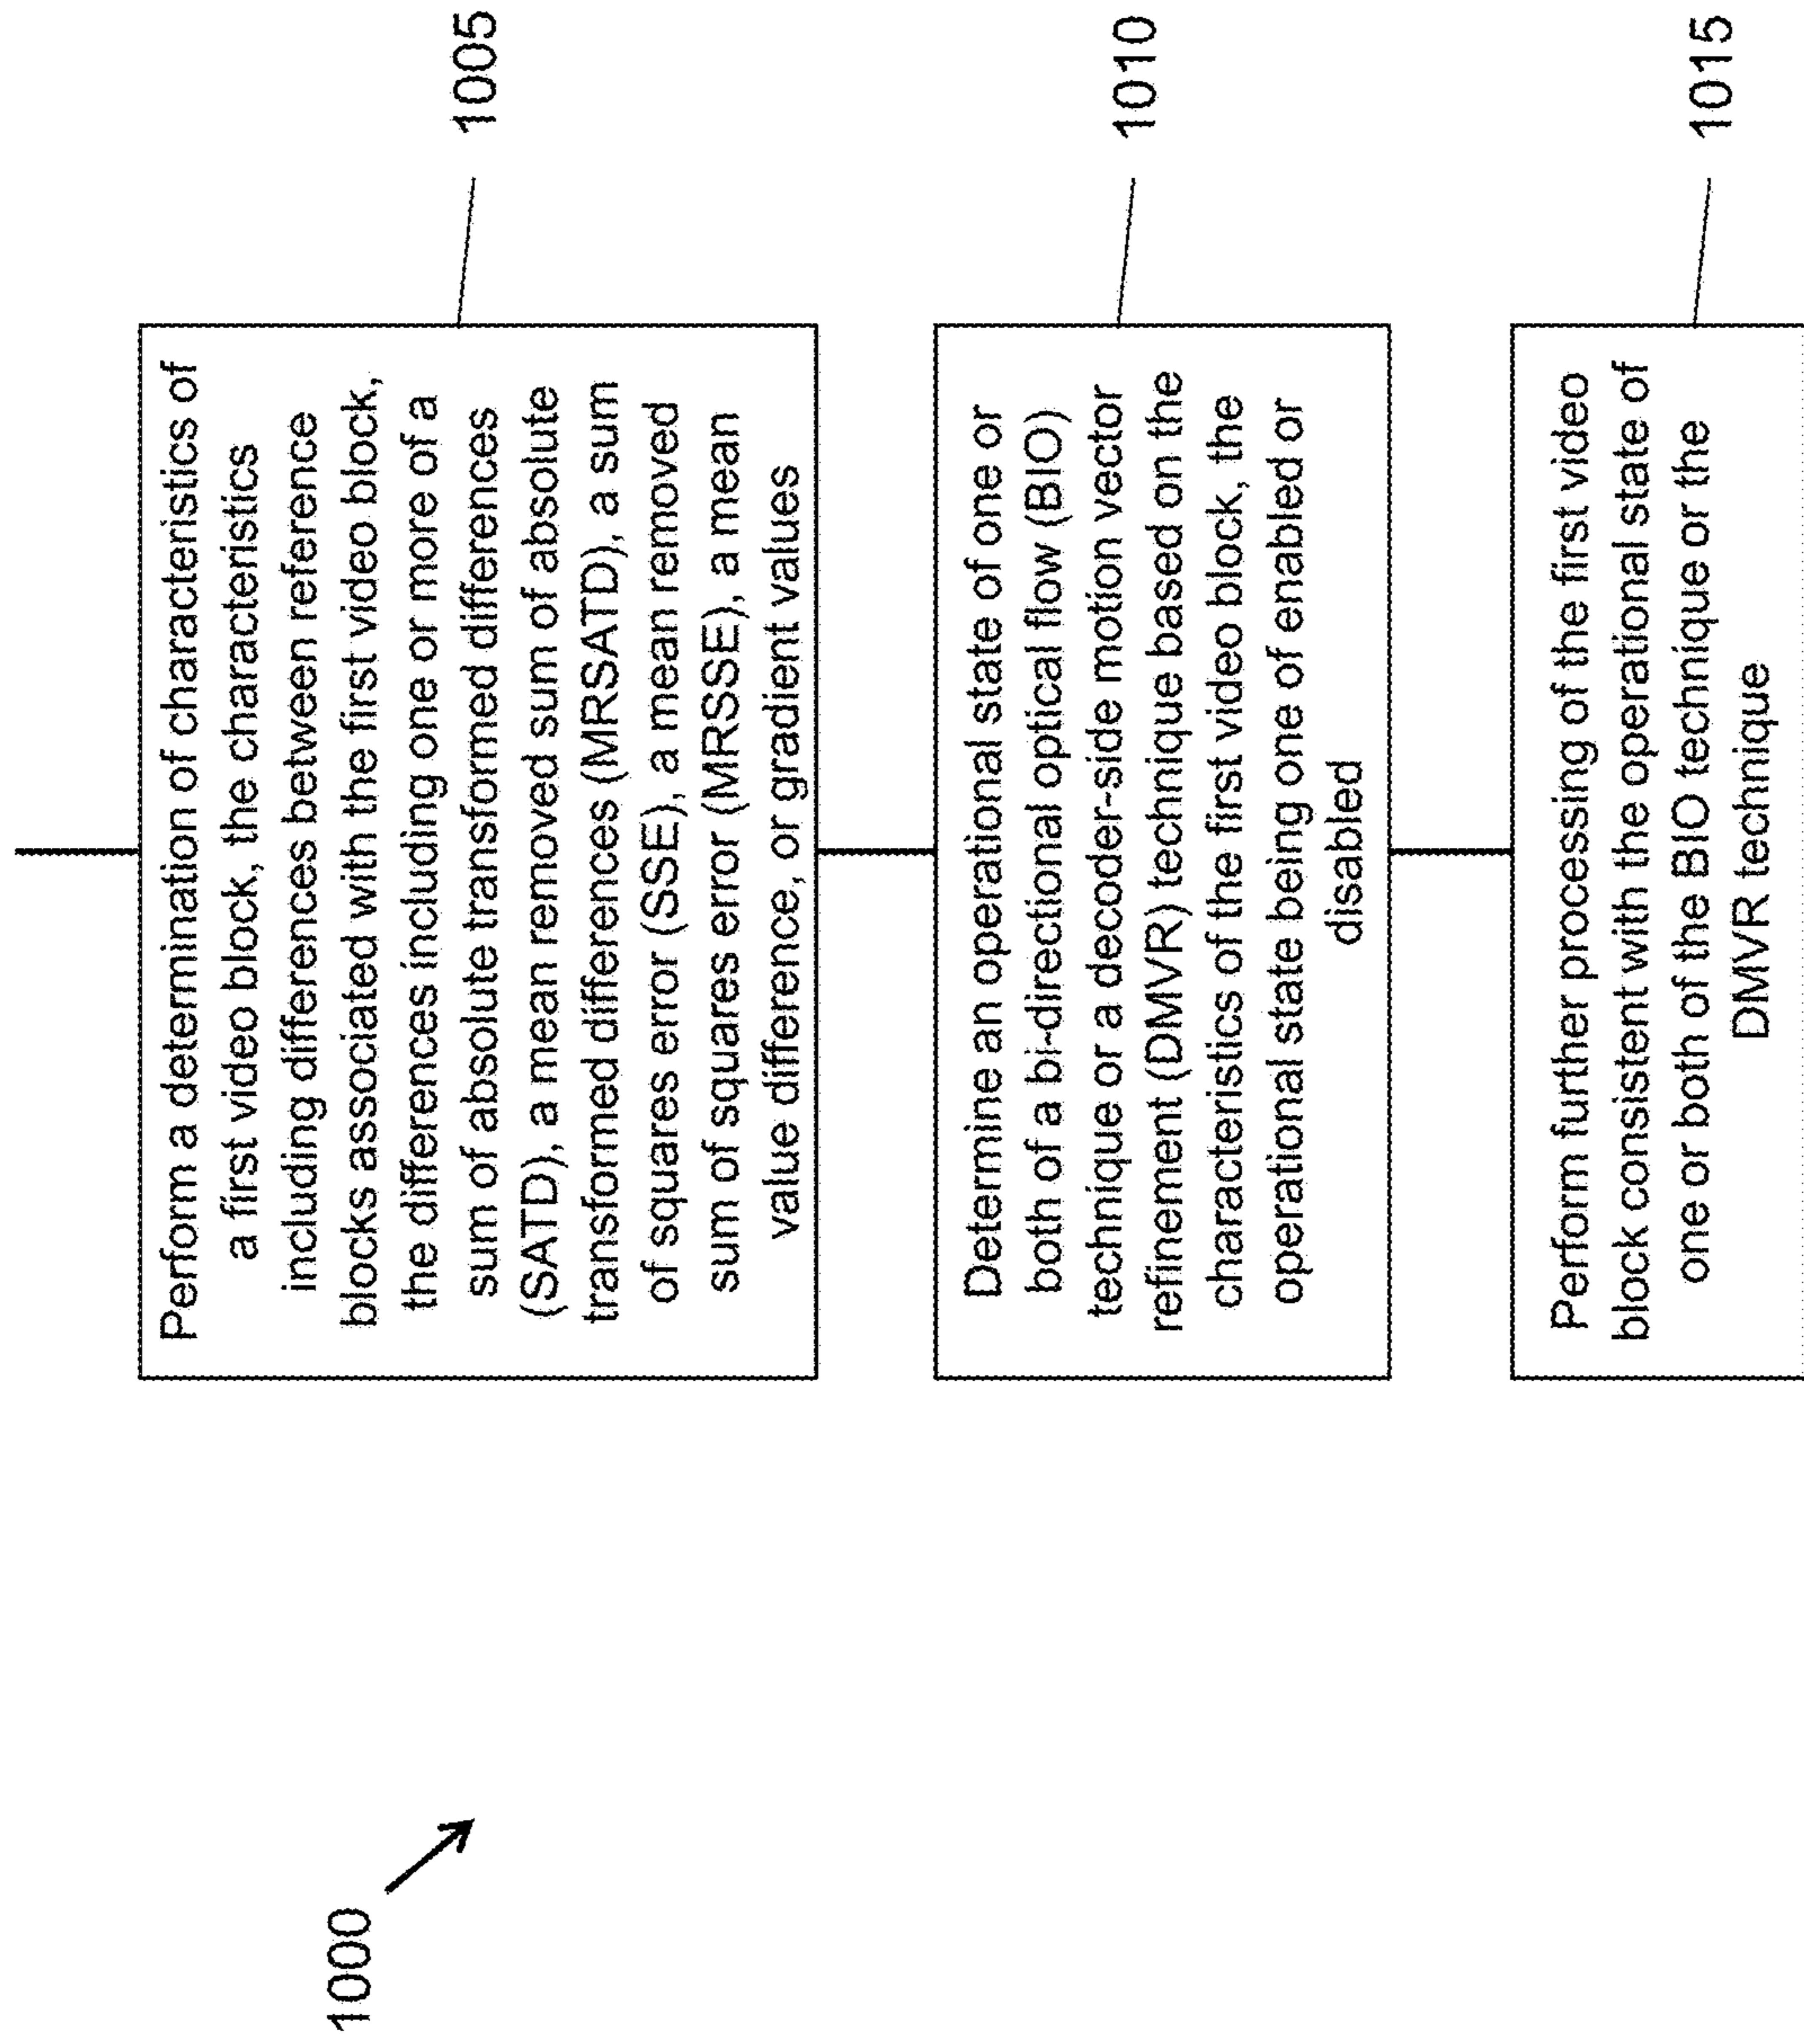 1000
Perform a determination of characteristics of
a first video block, the characteristics
including differences between reference
blocks associated with the first video block,
the differences including one or more of a
sum of absolute transformed differences
(SATD), a mean removed sum of absolute
transformed differences (MRSATD), a sum
of squares error (SSE), a mean removed
sum of squares error (MRSSE), a mean
value difference, or gradient values
1005
Determine an operational state of one or
both of a bi-directional optical flow (BIO)
technique or a decoder-side motion vector
refinement (DMVR) technique based on the
characteristics of the first video block, the
operational state being one of enabled or
disabled
1010
Perform further processing of the first video
block consistent with the operational state of
one or both of the BIO technique or the
DMVR technique
1015